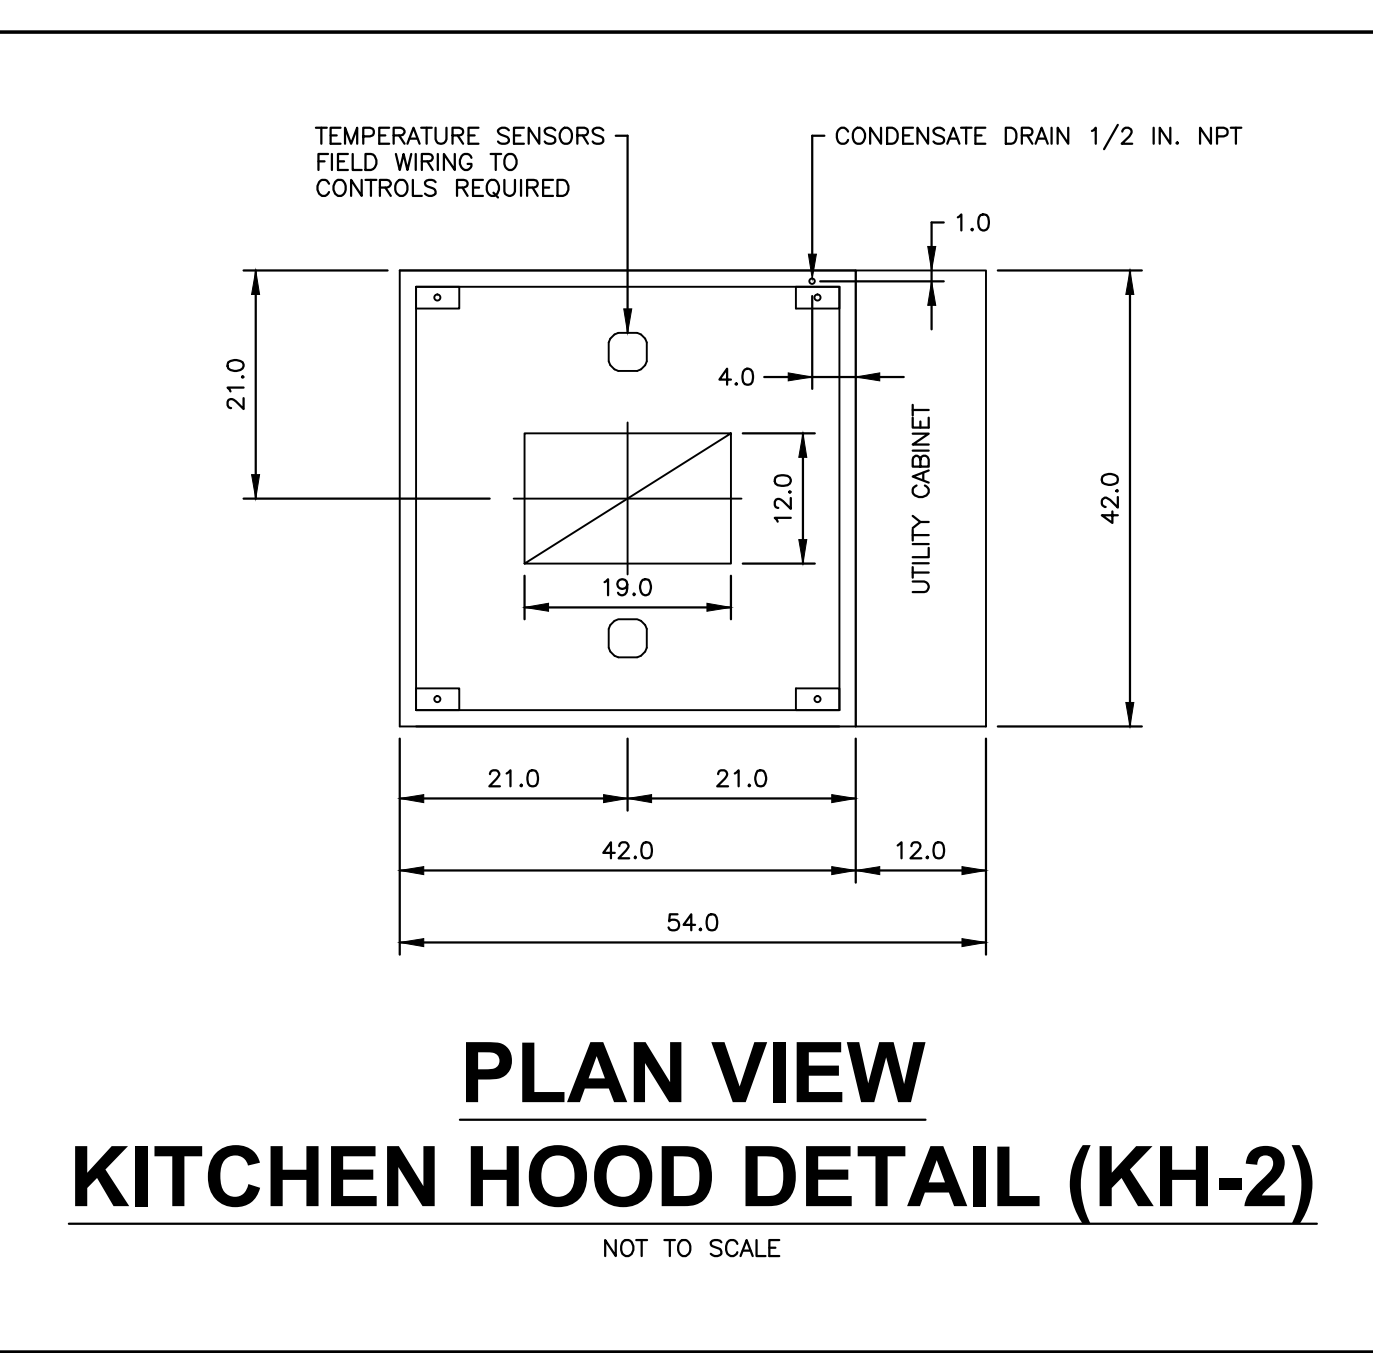 TEMPERATURE SENSORS
FIELD WIRING TO
CONTROLS REQUIRED
CONDENSATE DRAIN 1/2 IN. NPT
1.0
21.0
4.0
UTILITY CABINET
12.0
42.0
19.0
21.0
21.0
42.0
12.0
54.0
PLAN VIEW
KITCHEN HOOD DETAIL (KH-2)
NOT TO SCALE